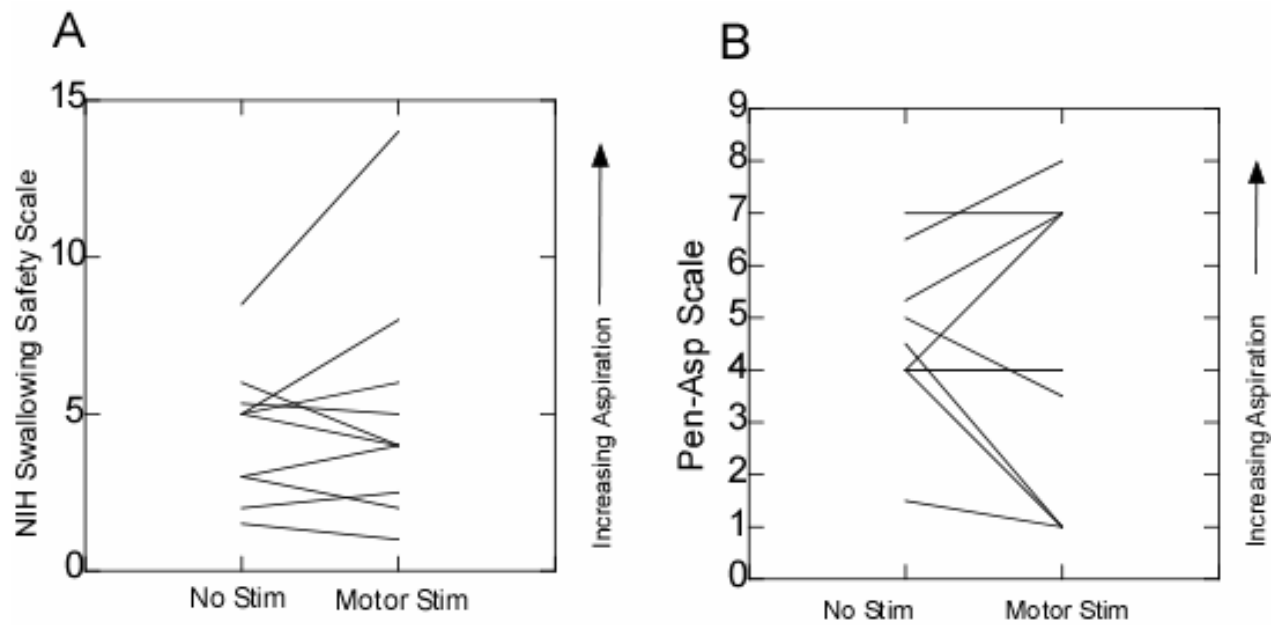 A
NIH Swallowing Safety Scale
15
10
5
0
No Stim
Motor Stim
Increasing Aspiration
B
Pen-Asp Scale
9
8
7
6
5
4
3
2
1
0
No Stim
Motor Stim
Increasing Aspiration